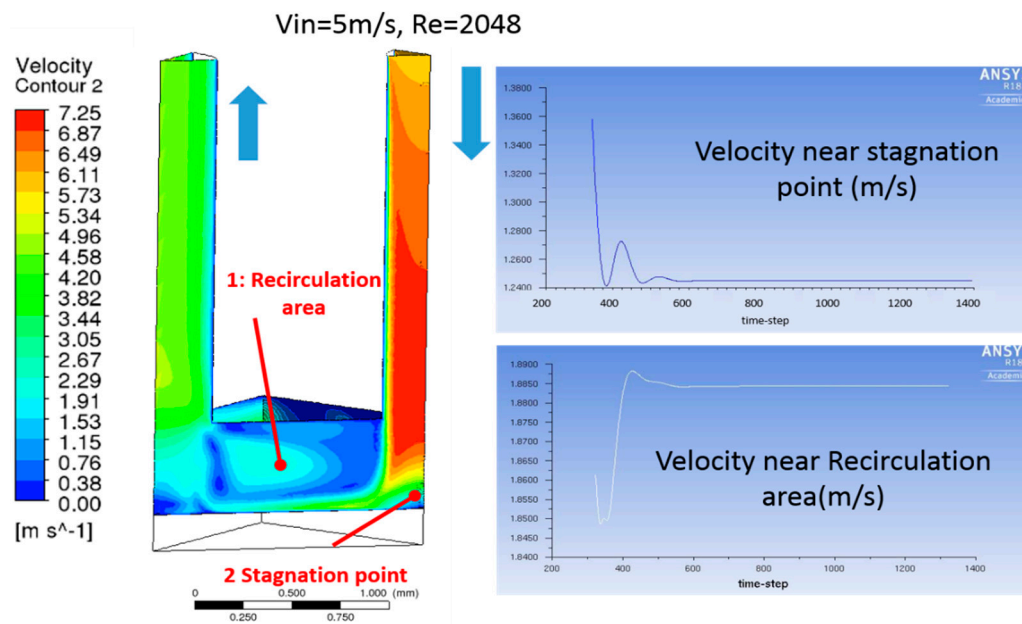 Vin=5m/s, Re=2048
Velocity
Contour 2
7.25
6.87
6.49
6.11
5.73
5.34
4.96
4.58
4.20
3.82
3.44
3.05
2.67
2.29
1.91
1.53
1.15
0.76
0.38
0.00
[m s^-1]
1: Recirculation
area
2 Stagnation point
0 0.500 1.000 (mm)
0.250 0.750
ANSY
R18
Academic
1.3800
1.3600
1.3400
1.3200
1.3000
1.2800
1.2600
1.2400
Velocity near stagnation
point (m/s)
200 400 600 800 1000 1200 1400
time-step
ANSY
R18
Academic
1.8900
1.8850
1.8800
1.8750
1.8700
1.8650
1.8600
1.8550
1.8500
1.8450
1.8400
Velocity near Recirculation
area(m/s)
200 400 600 800 1000 1200 1400
time-step